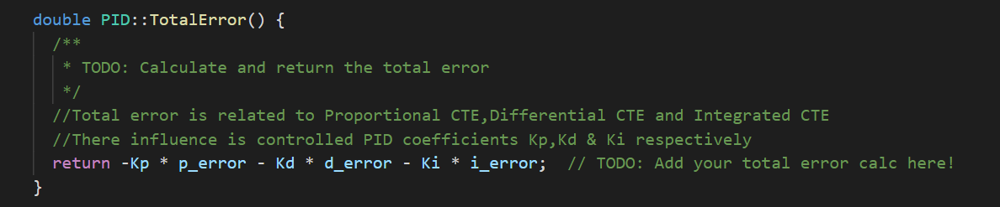 double PID::TotalError() {
/**
* TODO: Calculate and return the total error
*/
//Total error is related to Proportional CTE,Differential CTE and Integrated CTE
//There influence is controlled PID coefficients Kp,Kd & Ki respectively
return -Kp * p_error - Kd * d_error - Ki * i_error;  // TODO: Add your total error calc here!
}